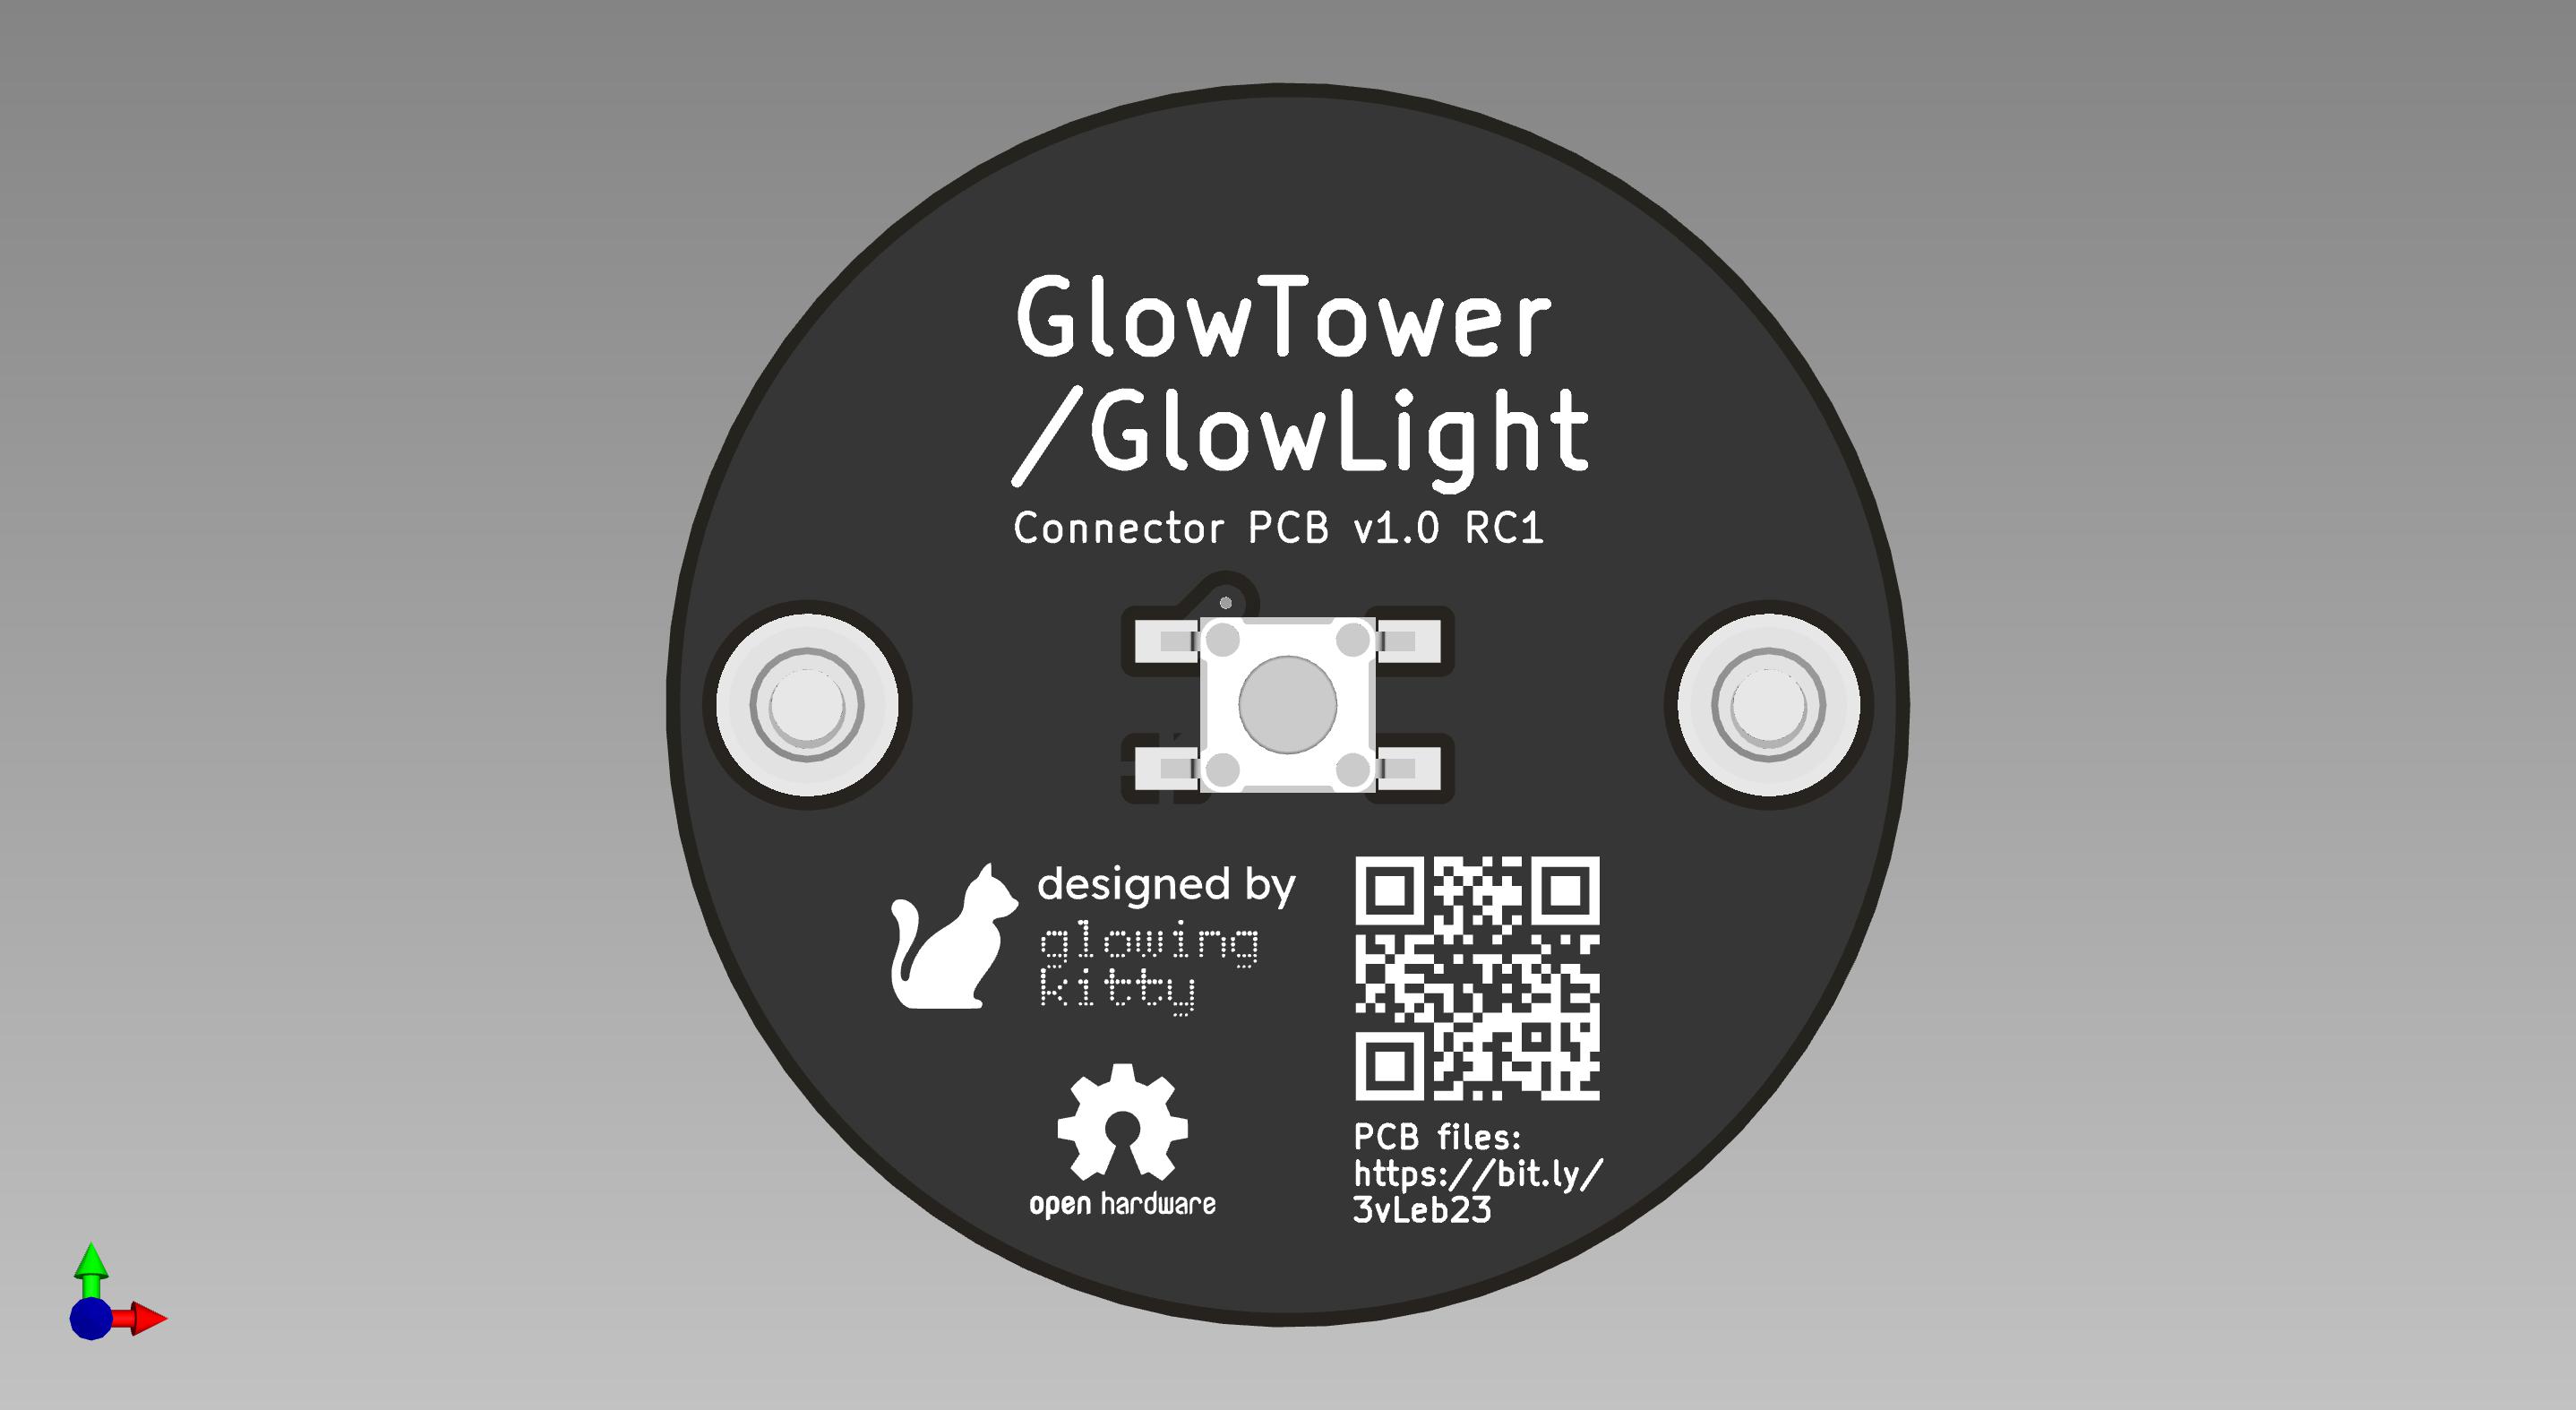 GlowTower
/GlowLight
Connector PCB v1.0 RC1
designed by
glowing
kitty
open hardware
PCB files:
https://bit.ly/
3vLeb23